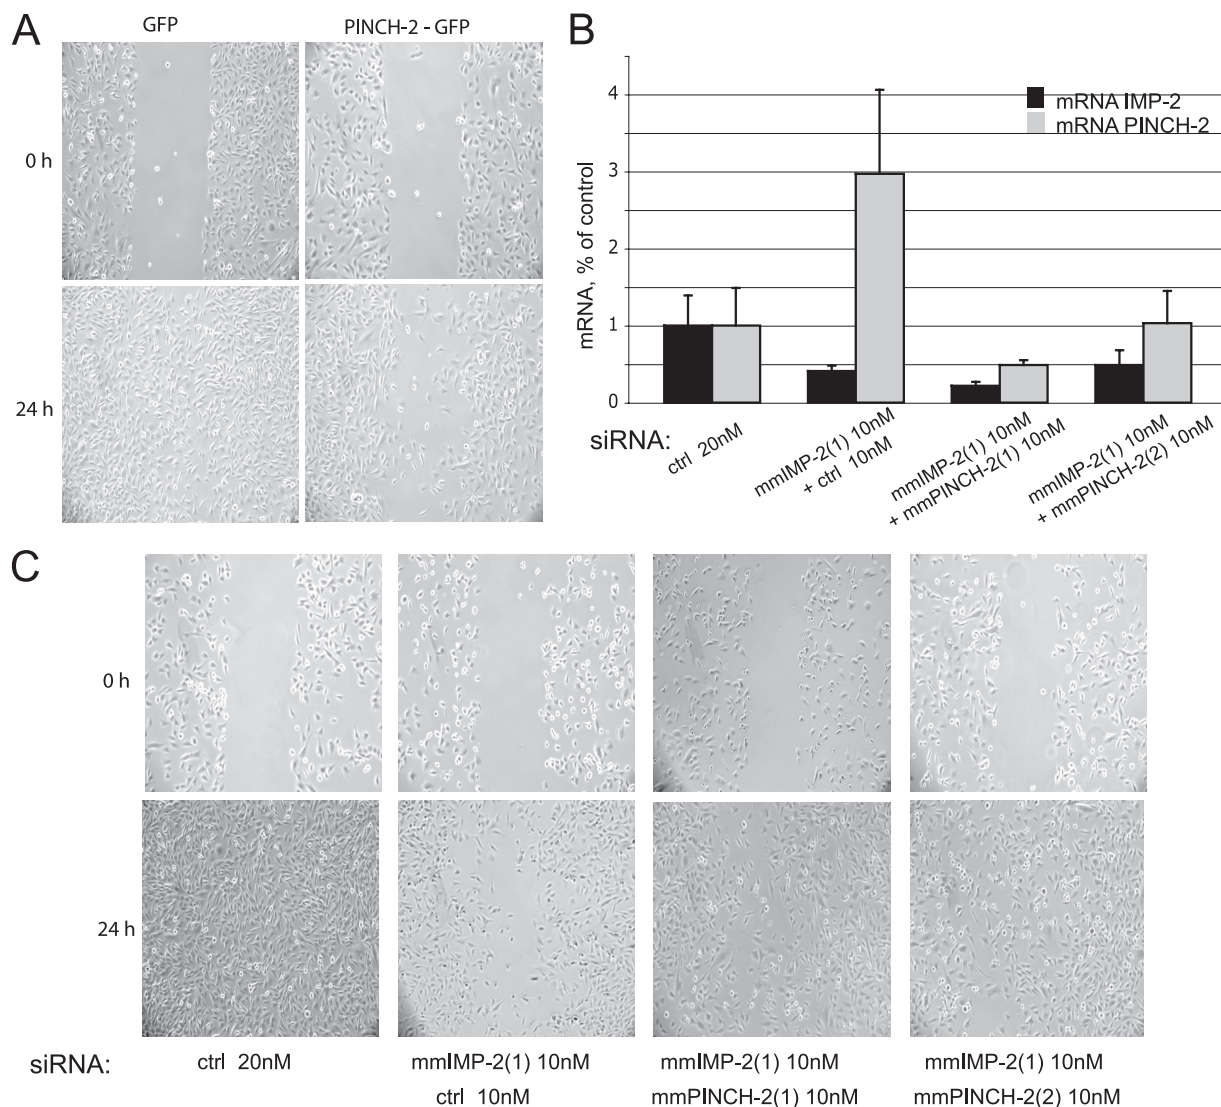 A
GFP
PINCH-2 - GFP
0 h
24 h
B
mRNA, % of control
4
3
2
1
0
mRNA IMP-2
mRNA PINCH-2
siRNA:
ctrl 20nM
mmIMP-2(1) 10nM
+ ctrl 10nM
mmIMP-2(1) 10nM
+ mmPINCH-2(1) 10nM
mmIMP-2(1) 10nM
+ mmPINCH-2(2) 10nM
C
0 h
24 h
siRNA:
ctrl 20nM
mmIMP-2(1) 10nM
ctrl 10nM
mmIMP-2(1) 10nM
mmPINCH-2(1) 10nM
mmIMP-2(1) 10nM
mmPINCH-2(2) 10nM